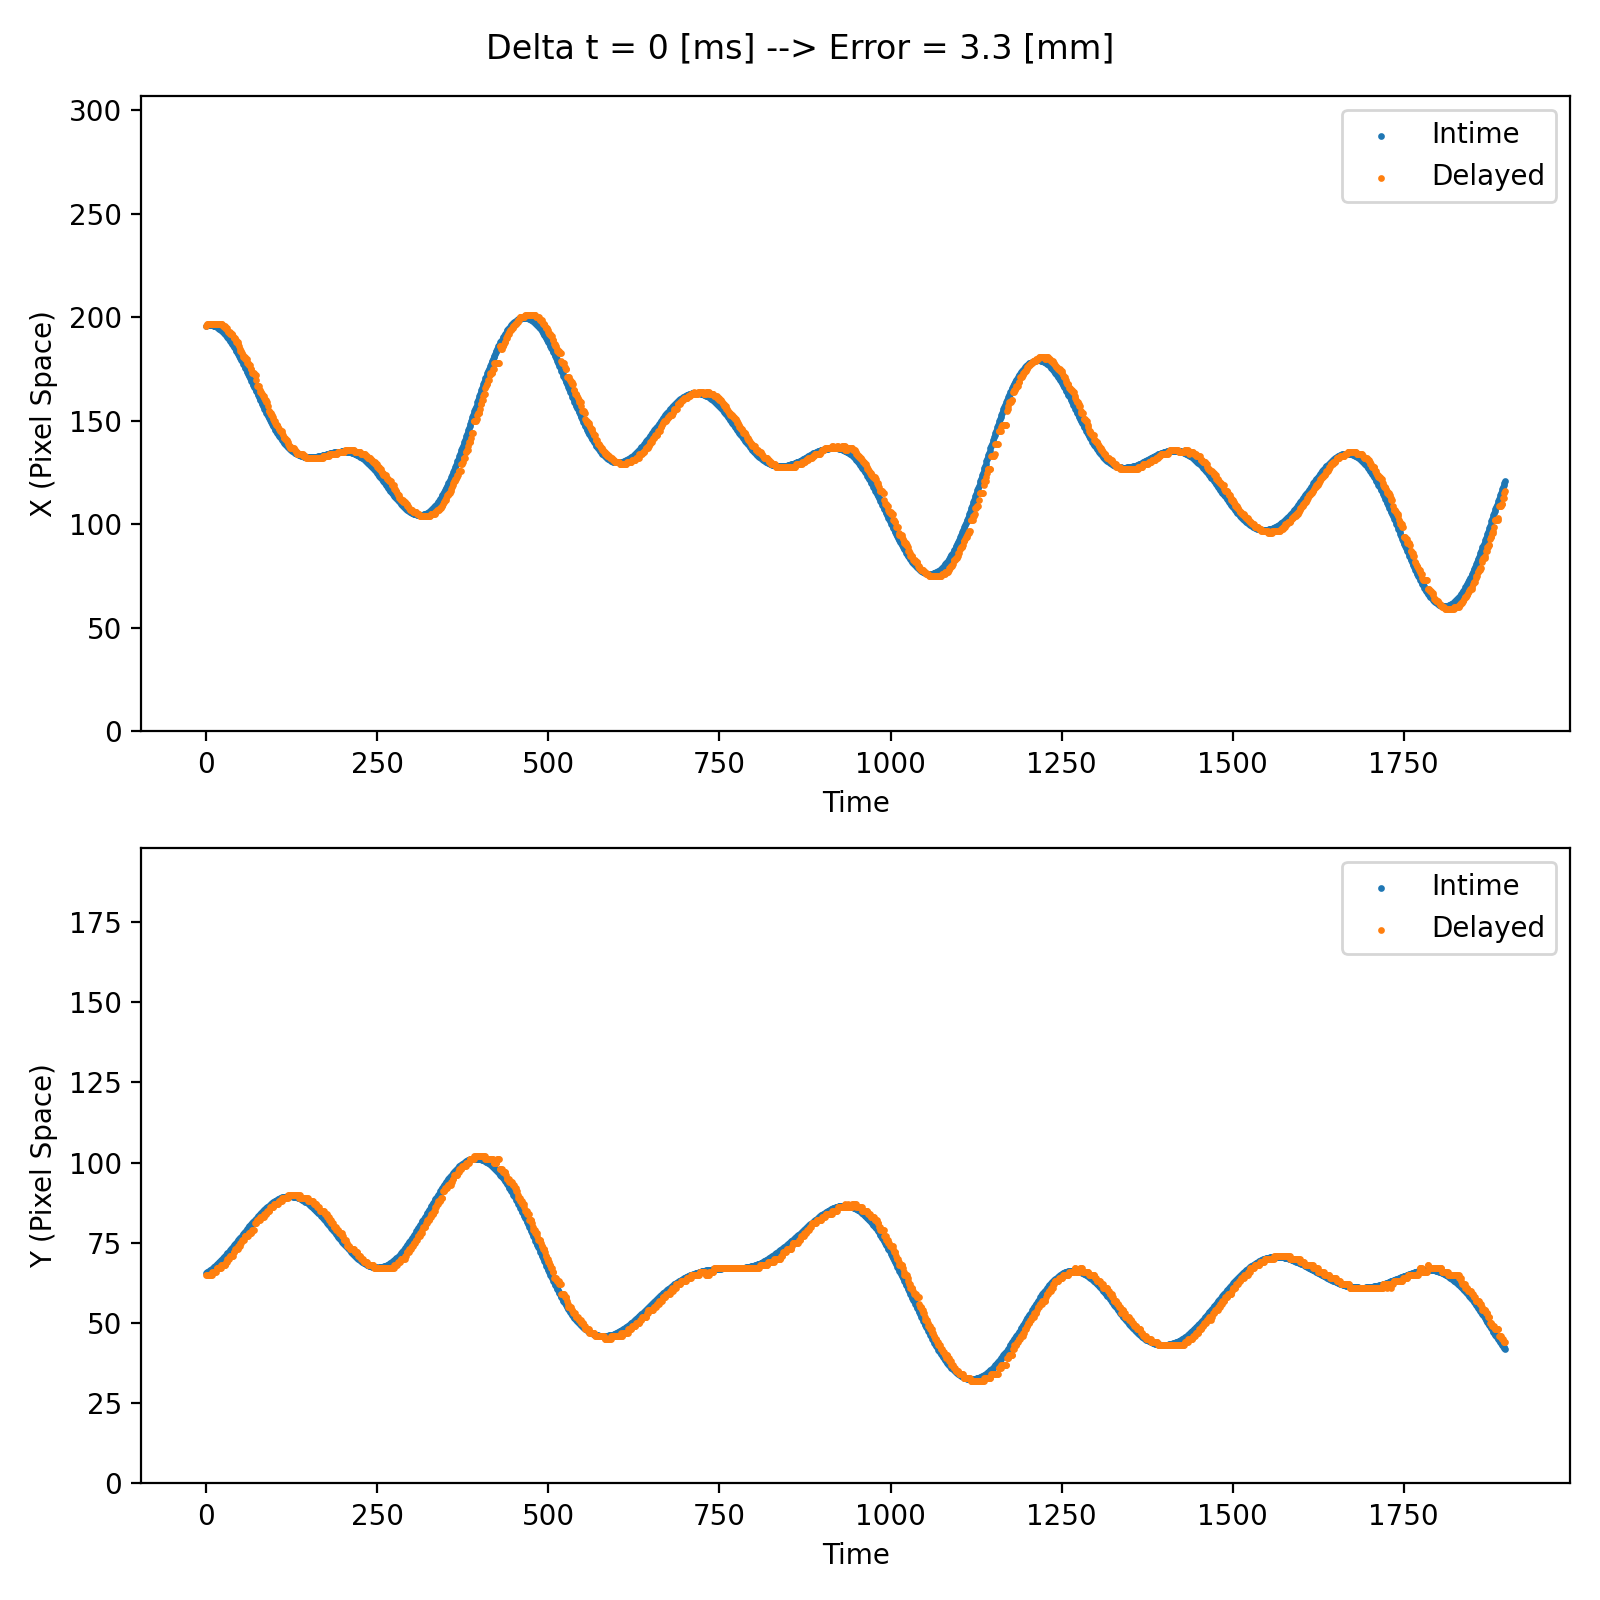 Delta t = 0 [ms] --> Error = 3.3 [mm]
300
250
200
150
100
50
0
X (Pixel Space)
Intime
Delayed
0 250 500 750 1000 1250 1500 1750
Time
175
150
125
100
75
50
25
0
Y (Pixel Space)
Intime
Delayed
0 250 500 750 1000 1250 1500 1750
Time